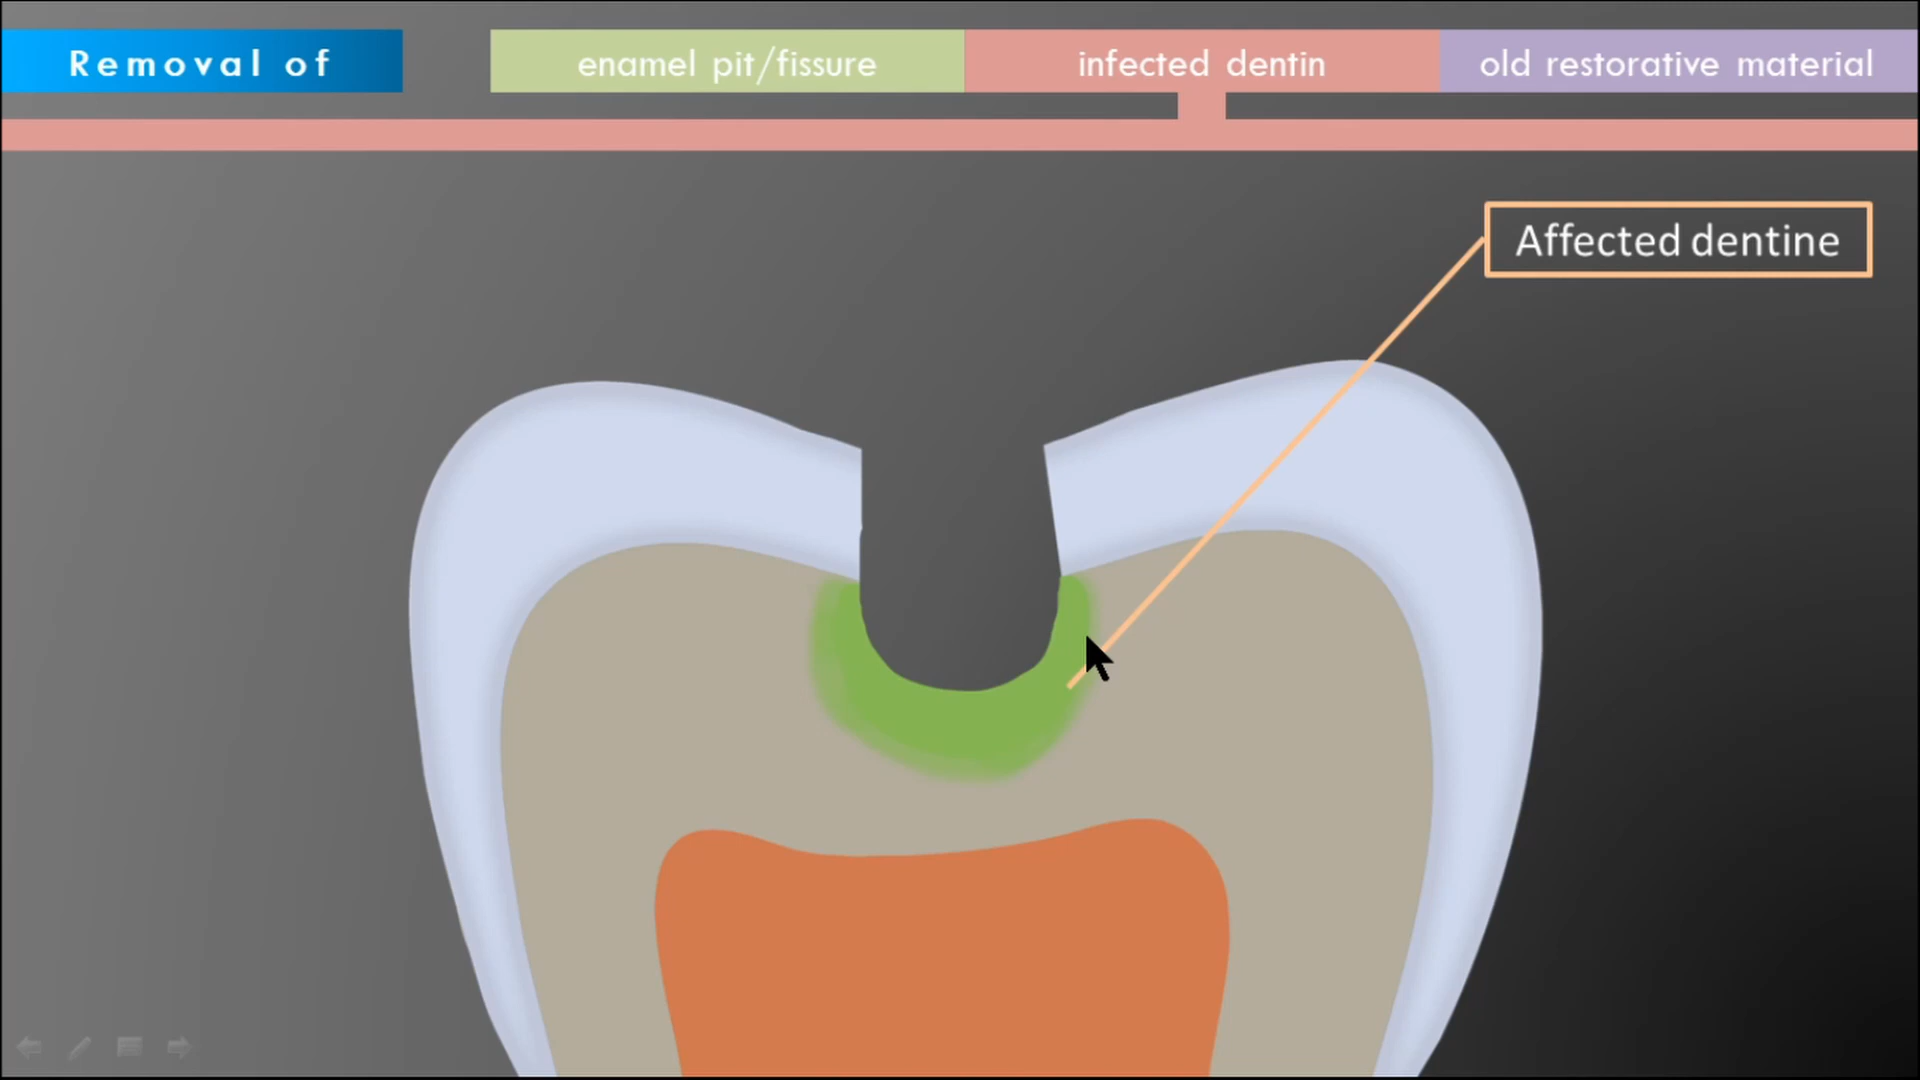 Removal of
enamel pit/fissure
infected dentin
old restorative material
Affected dentine